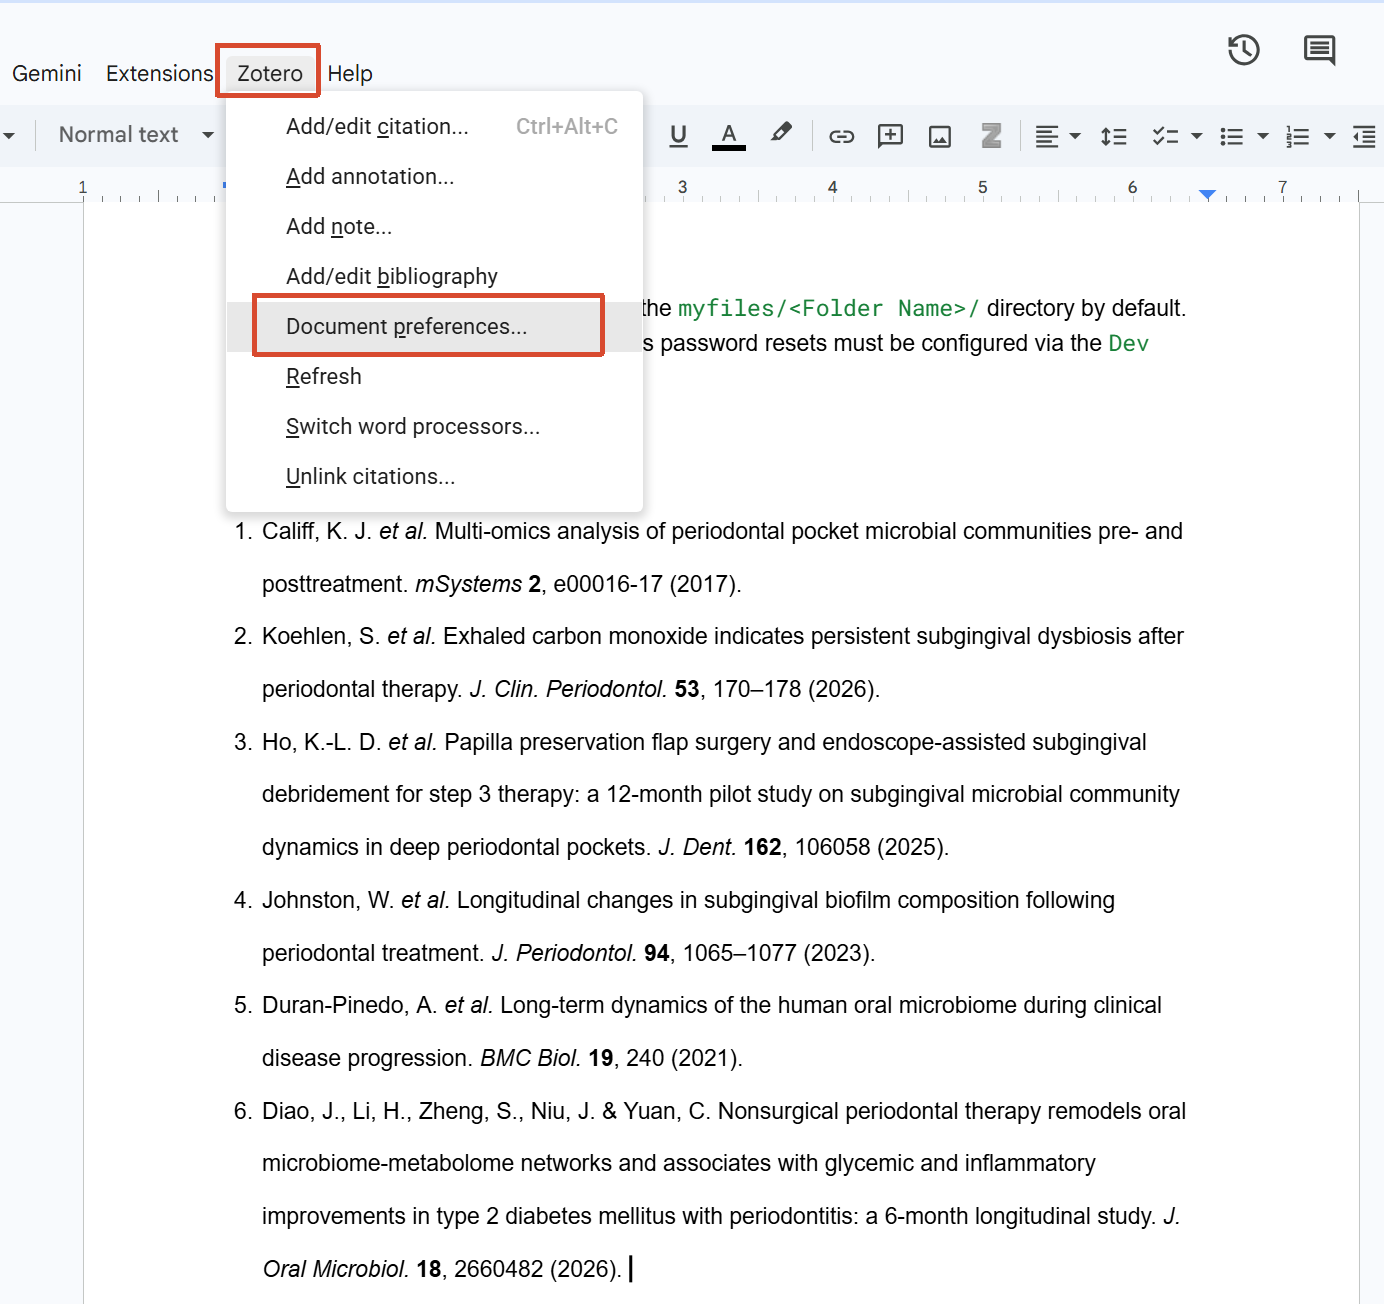 Gemini Extensions Zotero Help
Normal text
Add/edit citation... Ctrl+Alt+C
Add annotation...
Add note...
Add/edit bibliography
Document preferences...
Refresh
Switch word processors...
Unlink citations...
1 3 4 5 6 7
the myfiles/<Folder Name>/ directory by default.
s password resets must be configured via the Dev
1. Califf, K. J. et al. Multi-omics analysis of periodontal pocket microbial communities pre- and
posttreatment. mSystems 2, e00016-17 (2017).
2. Koehlen, S. et al. Exhaled carbon monoxide indicates persistent subgingival dysbiosis after
periodontal therapy. J. Clin. Periodontol. 53, 170–178 (2026).
3. Ho, K.-L. D. et al. Papilla preservation flap surgery and endoscope-assisted subgingival
debridement for step 3 therapy: a 12-month pilot study on subgingival microbial community
dynamics in deep periodontal pockets. J. Dent. 162, 106058 (2025).
4. Johnston, W. et al. Longitudinal changes in subgingival biofilm composition following
periodontal treatment. J. Periodontol. 94, 1065–1077 (2023).
5. Duran-Pinedo, A. et al. Long-term dynamics of the human oral microbiome during clinical
disease progression. BMC Biol. 19, 240 (2021).
6. Diao, J., Li, H., Zheng, S., Niu, J. & Yuan, C. Nonsurgical periodontal therapy remodels oral
microbiome-metabolome networks and associates with glycemic and inflammatory
improvements in type 2 diabetes mellitus with periodontitis: a 6-month longitudinal study. J.
Oral Microbiol. 18, 2660482 (2026).